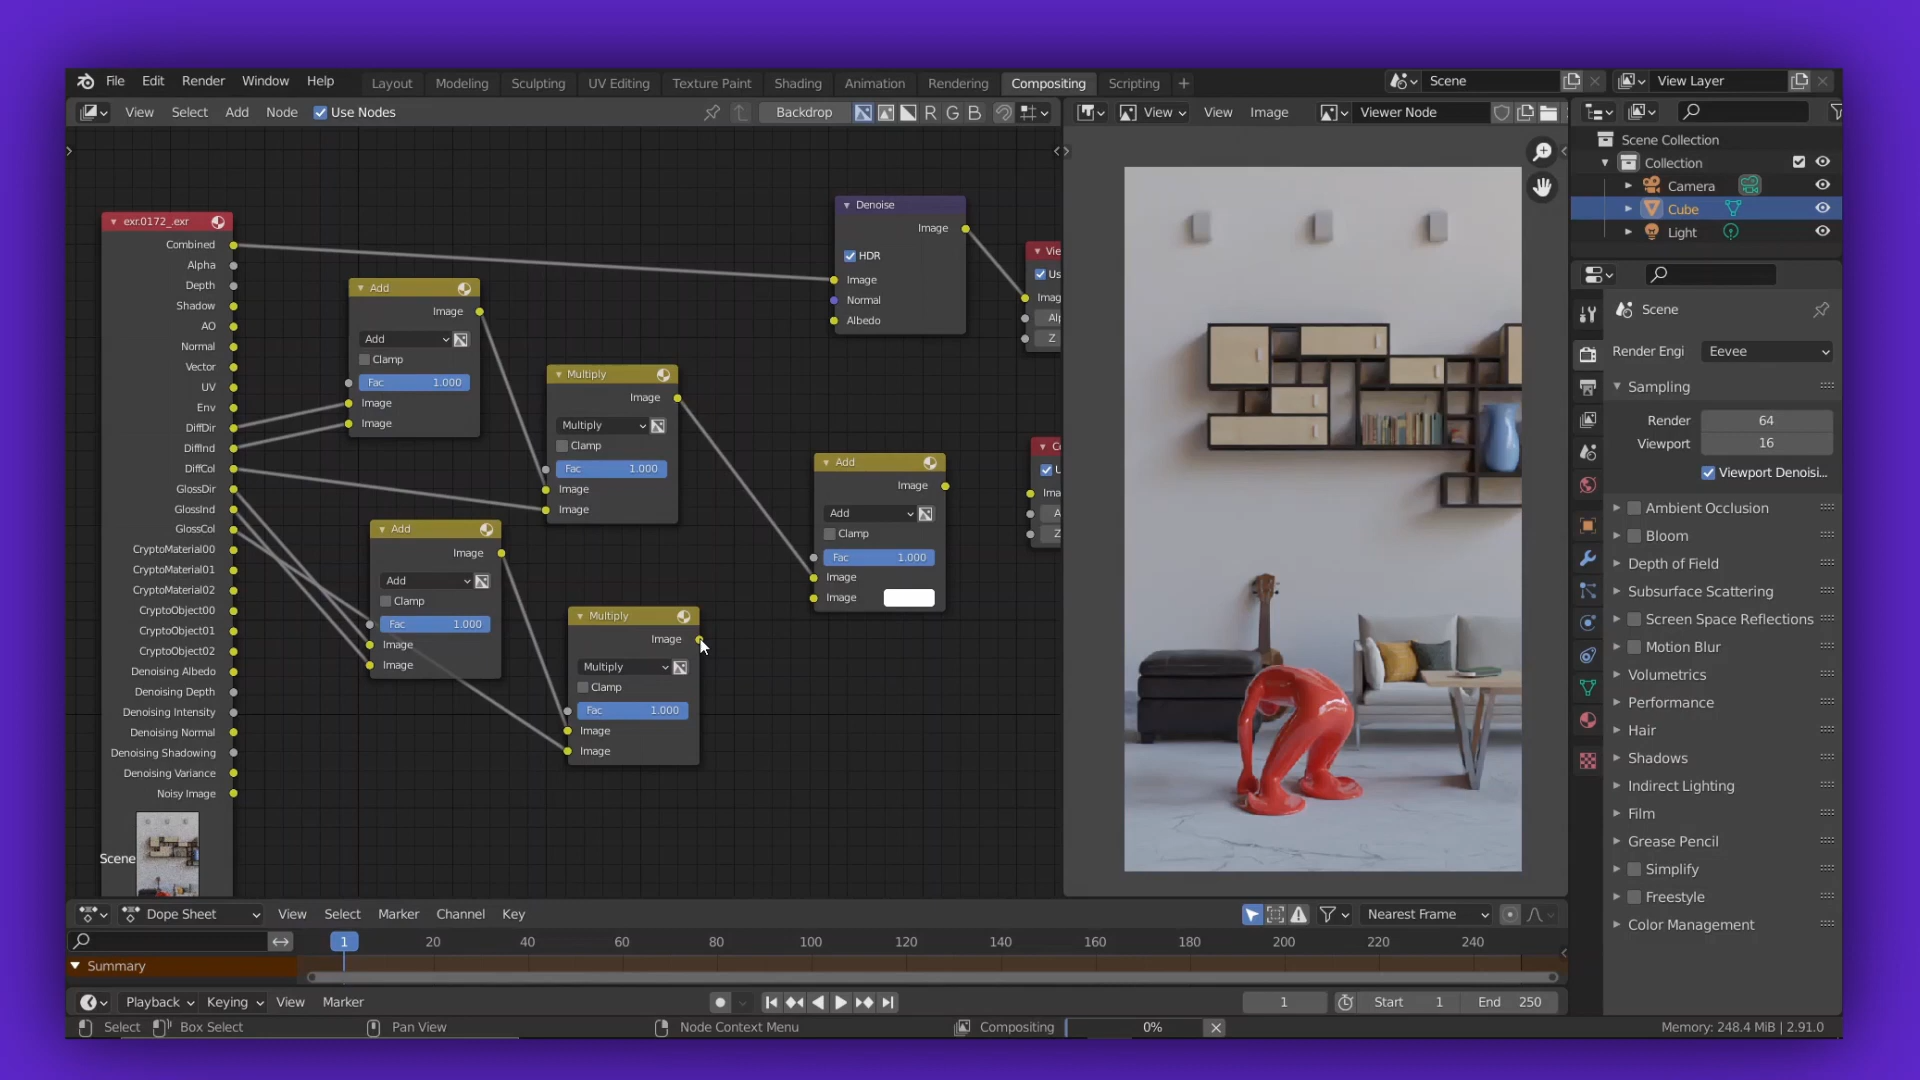 File Edit Render Window Help Layout Modeling Sculpting UV Editing Texture Paint Shading Animation Rendering Compositing Scripting + Scene View Layer
View Select Add Node Use Nodes Backdrop R G B View View Image Viewer Node
Scene Collection
Collection
Camera
Cube
Light
exr.0172_.exr
Combined
Alpha
Depth
Shadow
AO
Normal
Vector
UV
Env
DiffDir
DiffInd
DiffCol
GlossDir
GlossInd
GlossCol
CryptoMaterial00
CryptoMaterial01
CryptoMaterial02
CryptoObject00
CryptoObject01
CryptoObject02
Denoising Albedo
Denoising Depth
Denoising Intensity
Denoising Normal
Denoising Shadowing
Denoising Variance
Noisy Image
Scene
Add
Image
Add
Clamp
Fac 1.000
Image
Image
Multiply
Image
Multiply
Clamp
Fac 1.000
Image
Image
Add
Image
Add
Clamp
Fac 1.000
Image
Image
Multiply
Image
Multiply
Clamp
Fac 1.000
Image
Image
Denoise
Image
HDR
Image
Normal
Albedo
Add
Image
Add
Clamp
Fac 1.000
Image
Image
Vie
Us
Imag
Alp
Z
C
U
Ima
A
Z
Scene
Render Engi Eevee
Sampling
Render 64
Viewport 16
Viewport Denoisi...
Ambient Occlusion
Bloom
Depth of Field
Subsurface Scattering
Screen Space Reflections
Motion Blur
Volumetrics
Performance
Hair
Shadows
Indirect Lighting
Film
Grease Pencil
Simplify
Freestyle
Color Management
Dope Sheet View Select Marker Channel Key Nearest Frame
1 20 40 60 80 100 120 140 160 180 200 220 240
Summary
Playback Keying View Marker 1 Start 1 End 250
Select Box Select Pan View Node Context Menu Compositing 0% Memory: 248.4 MiB | 2.91.0